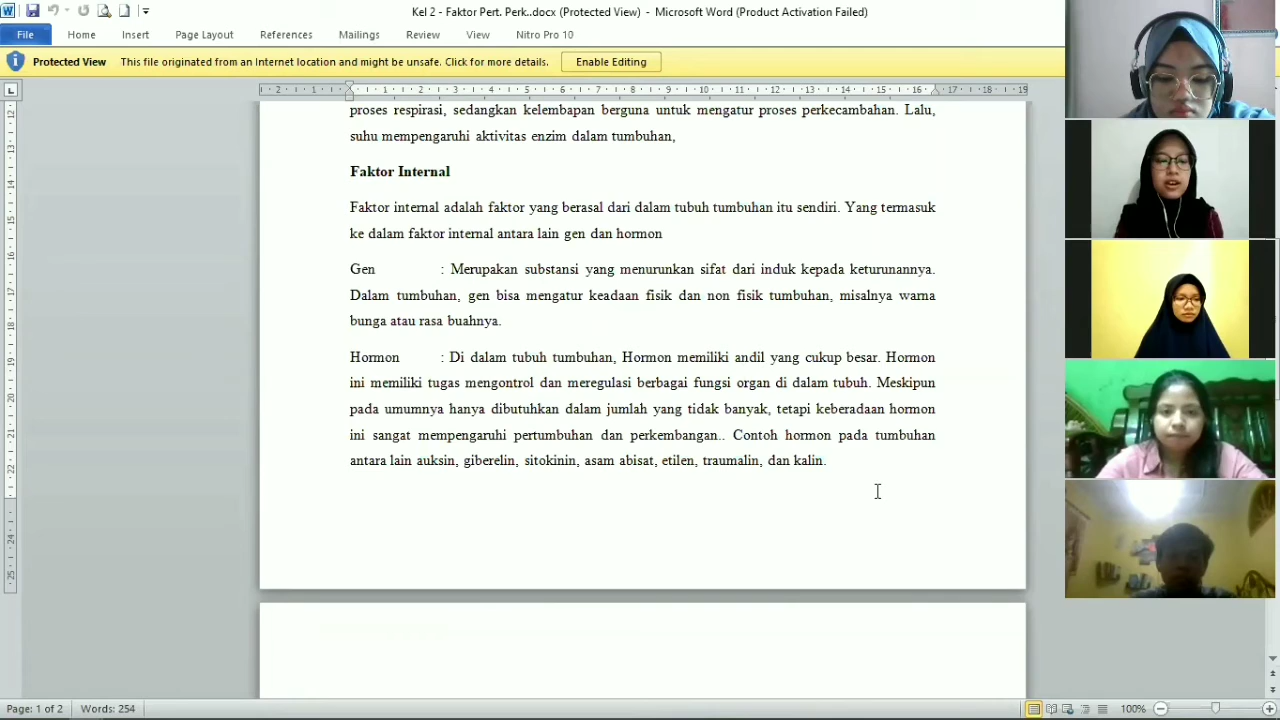 Kel 2 - Faktor Pert. Perk..docx (Protected View) - Microsoft Word (Product Activation Failed)
File Home Insert Page Layout References Mailings Review View Nitro Pro 10
Protected View This file originated from an Internet location and might be unsafe. Click for more details. Enable Editing
proses respirasi, sedangkan kelembapan berguna untuk mengatur proses perkecambahan. Lalu,
suhu mempengaruhi aktivitas enzim dalam tumbuhan,
Faktor Internal
Faktor internal adalah faktor yang berasal dari dalam tubuh tumbuhan itu sendiri. Yang termasuk
ke dalam faktor internal antara lain gen dan hormon
Gen : Merupakan substansi yang menurunkan sifat dari induk kepada keturunannya.
Dalam tumbuhan, gen bisa mengatur keadaan fisik dan non fisik tumbuhan, misalnya warna
bunga atau rasa buahnya.
Hormon : Di dalam tubuh tumbuhan, Hormon memiliki andil yang cukup besar. Hormon
ini memiliki tugas mengontrol dan meregulasi berbagai fungsi organ di dalam tubuh. Meskipun
pada umumnya hanya dibutuhkan dalam jumlah yang tidak banyak, tetapi keberadaan hormon
ini sangat mempengaruhi pertumbuhan dan perkembangan.. Contoh hormon pada tumbuhan
antara lain auksin, giberelin, sitokinin, asam abisat, etilen, traumalin, dan kalin.
Page: 1 of 2 Words: 254 100%